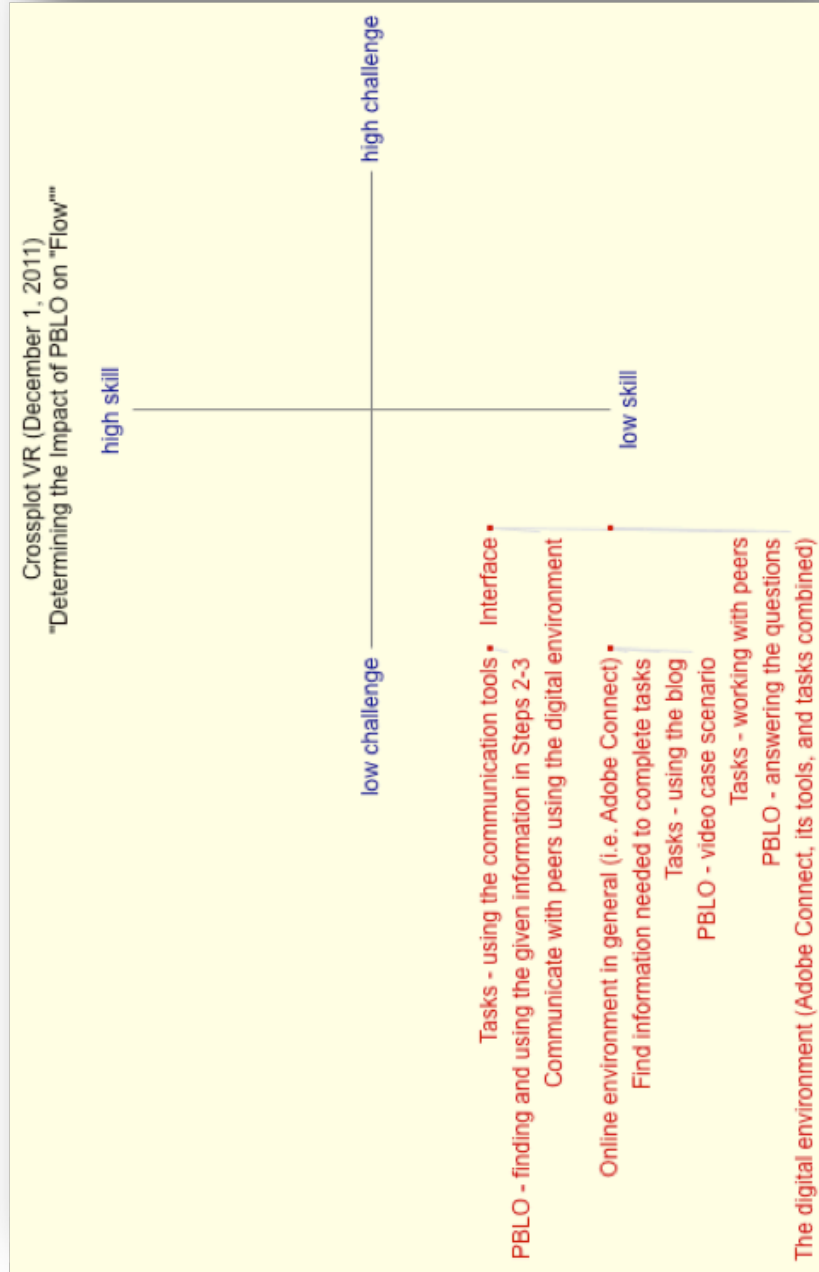 Crossplot VR (December 1, 2011)
"Determining the Impact of PBLO on "Flow""
high skill
low challenge
high challenge
low skill
Tasks - using the communication tools
Interface
PBLO - finding and using the given information in Steps 2-3
Communicate with peers using the digital environment
Online environment in general (i.e. Adobe Connect)
Find information needed to complete tasks
Tasks - using the blog
PBLO - video case scenario
Tasks - working with peers
PBLO - answering the questions
The digital environment (Adobe Connect, its tools, and tasks combined)